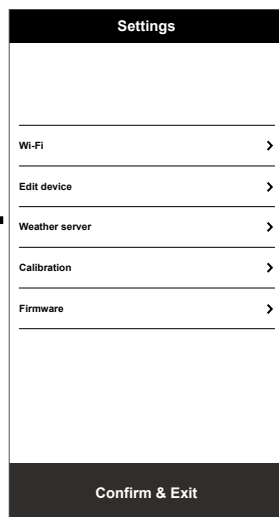 Settings
Wi-Fi
Edit device
Weather server
Calibration
Firmware
Confirm & Exit